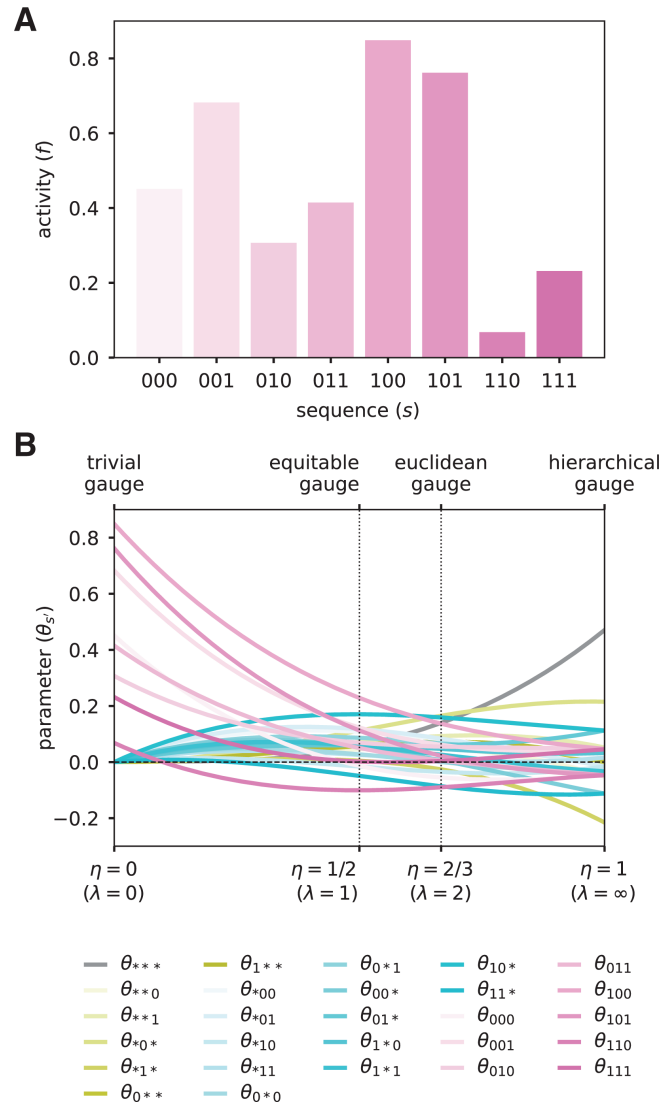 A
activity (f)
0.8
0.6
0.4
0.2
0.0
000 001 010 011 100 101 110 111
sequence (s)
B
trivial gauge
equitable gauge
euclidean gauge
hierarchical gauge
parameter (θs′)
0.8
0.6
0.4
0.2
0.0
−0.2
η = 0 (λ = 0)
η = 1/2 (λ = 1)
η = 2/3 (λ = 2)
η = 1 (λ = ∞)
θ∗∗∗ θ1∗∗ θ0∗1 θ10∗ θ011
θ∗∗0 θ∗00 θ00∗ θ11∗ θ100
θ∗∗1 θ∗01 θ01∗ θ000 θ101
θ∗0∗ θ∗10 θ1∗0 θ001 θ110
θ∗1∗ θ∗11 θ1∗1 θ010 θ111
θ0∗∗ θ0∗0